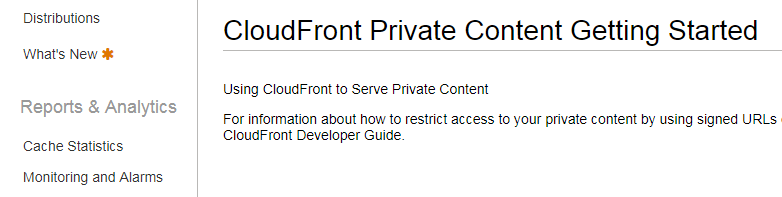 Distributions
What's New
Reports & Analytics
Cache Statistics
Monitoring and Alarms
CloudFront Private Content Getting Started
Using CloudFront to Serve Private Content
For information about how to restrict access to your private content by using signed URLs
CloudFront Developer Guide.